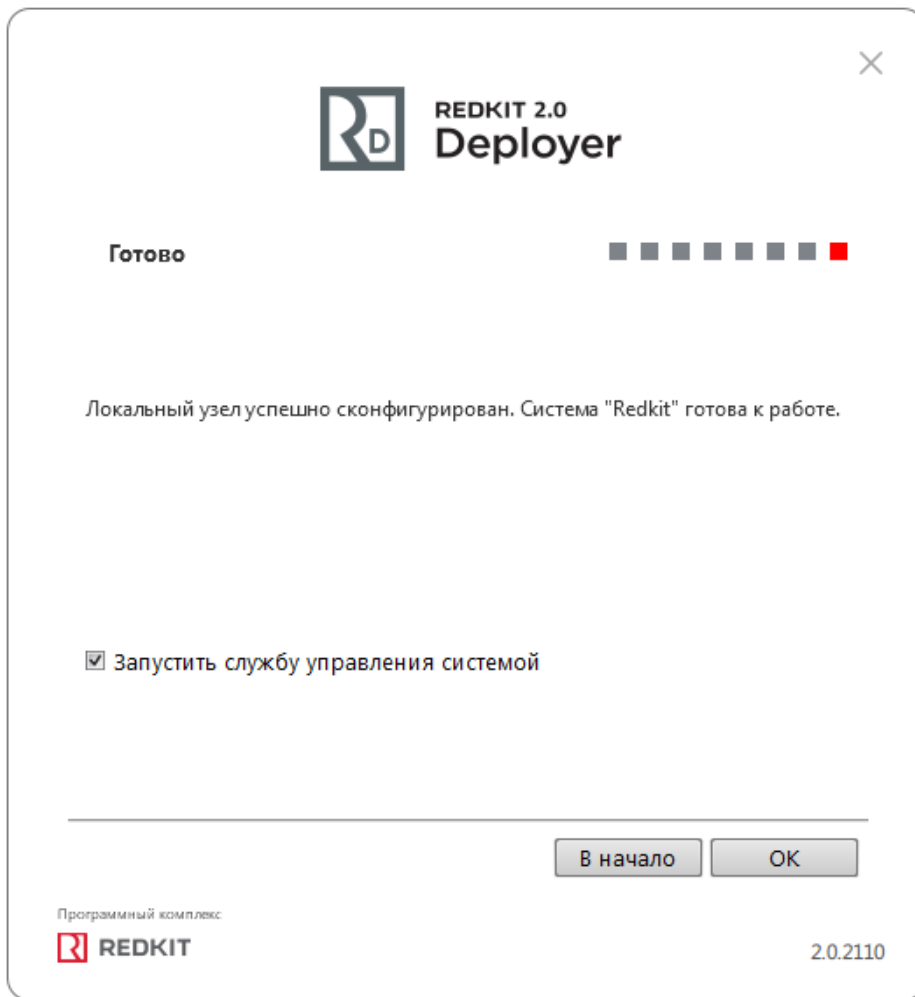 RD
REDKIT 2.0
Deployer
Готово
Локальный узел успешно сконфигурирован. Система "Redkit" готова к работе.
Запустить службу управления системой
В начало
OK
Программный комплекс
REDKIT
2.0.2110